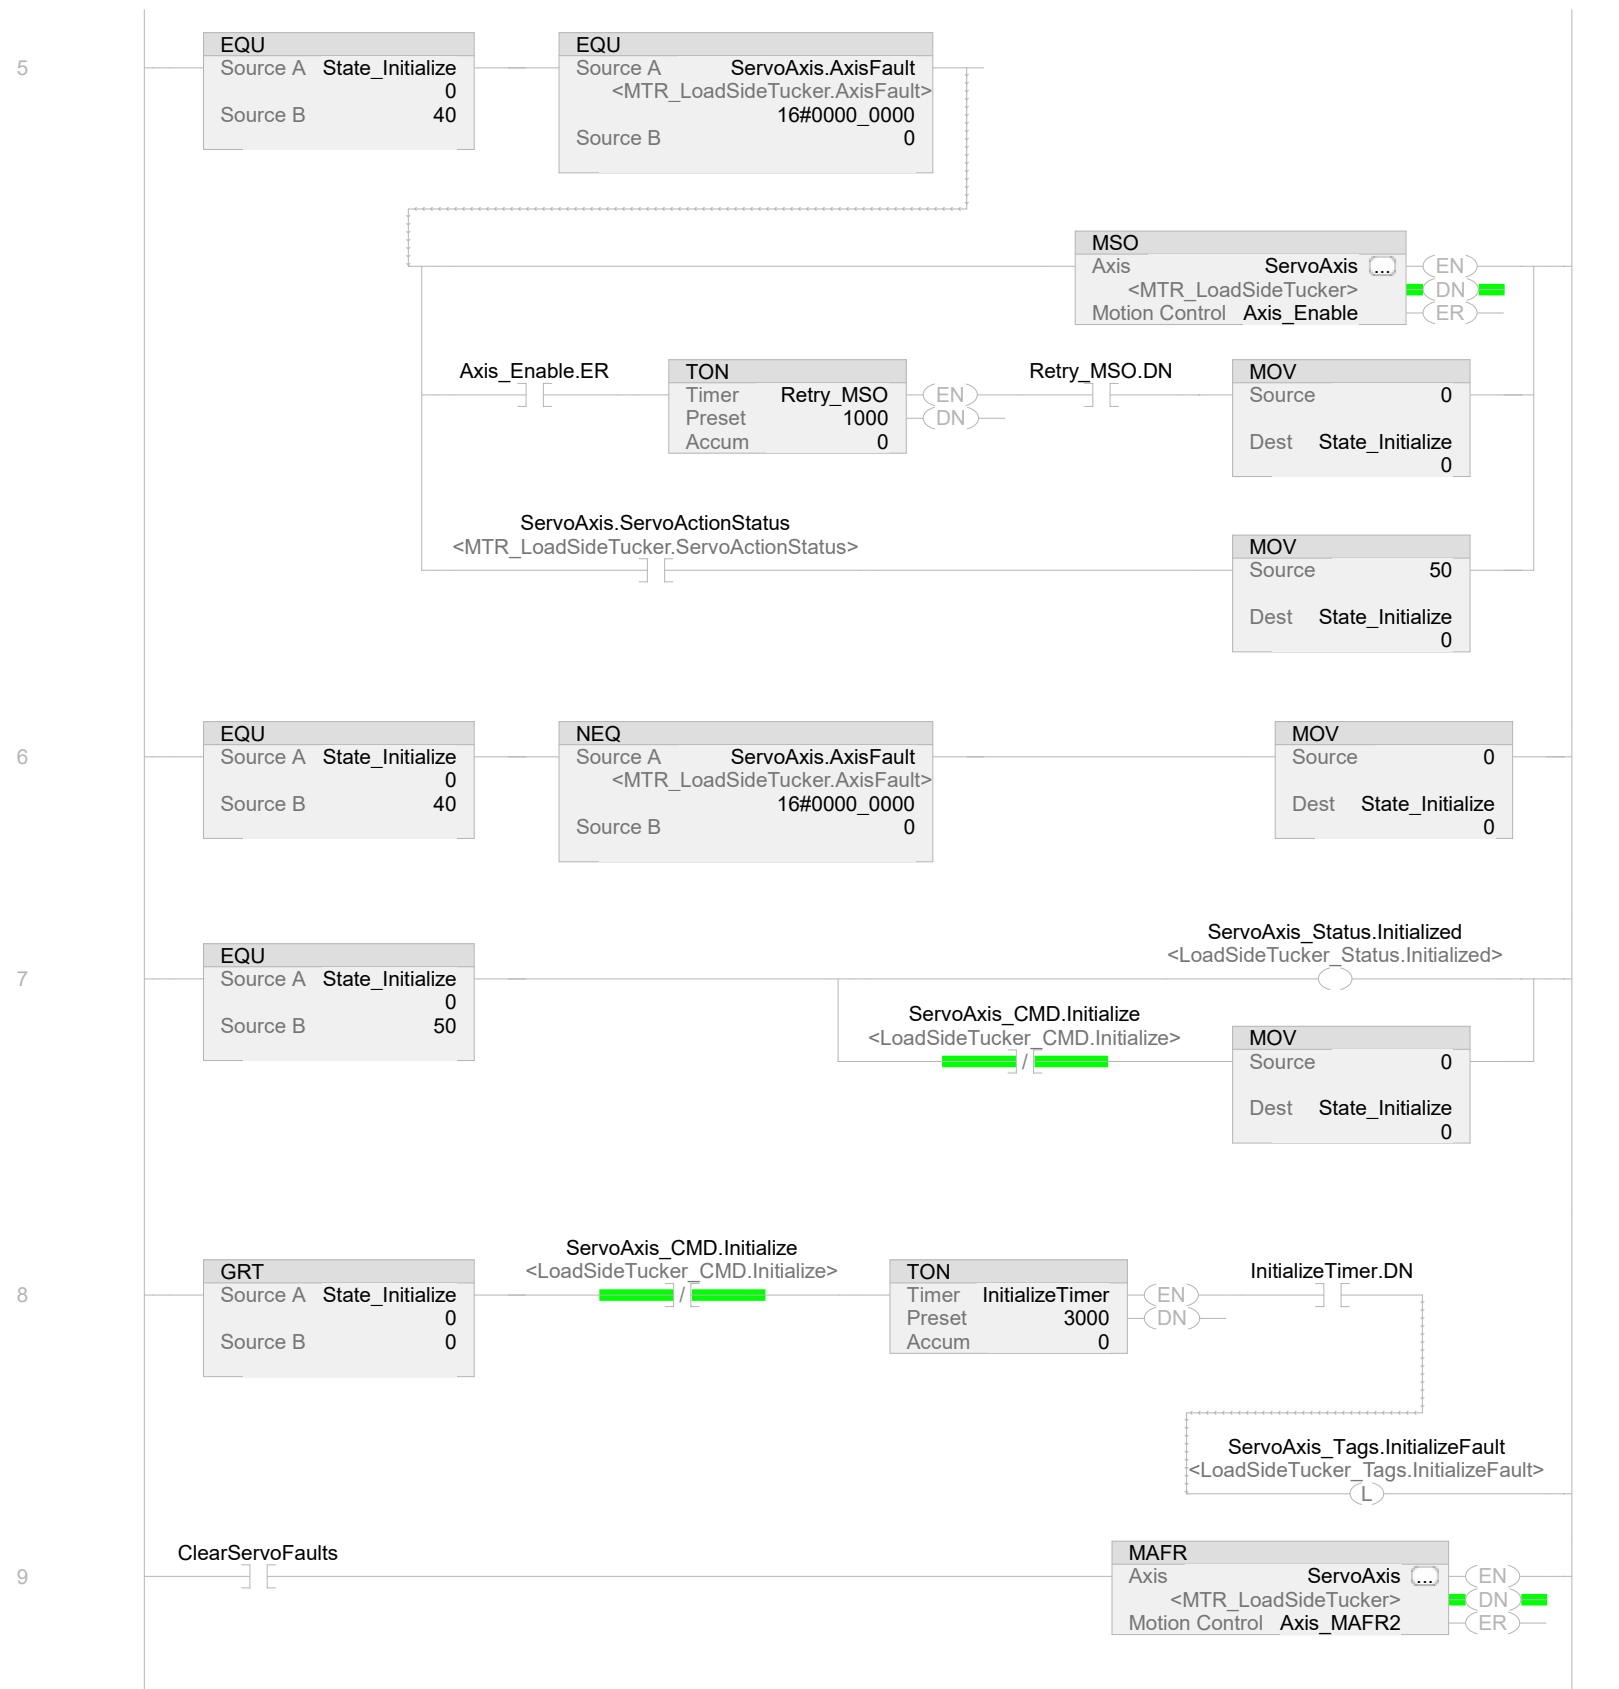 5
EQU
Source A State_Initialize
0
Source B 40
EQU
Source A ServoAxis.AxisFault
<MTR_LoadSideTucker.AxisFault>
16#0000_0000
Source B 0
MSO
Axis ServoAxis ...
<MTR_LoadSideTucker>
Motion Control Axis_Enable
EN
DN
ER
Axis_Enable.ER
TON
Timer Retry_MSO
Preset 1000
Accum 0
EN
DN
Retry_MSO.DN
MOV
Source 0
Dest State_Initialize
0
ServoAxis.ServoActionStatus
<MTR_LoadSideTucker.ServoActionStatus>
MOV
Source 50
Dest State_Initialize
0
6
EQU
Source A State_Initialize
0
Source B 40
NEQ
Source A ServoAxis.AxisFault
<MTR_LoadSideTucker.AxisFault>
16#0000_0000
Source B 0
MOV
Source 0
Dest State_Initialize
0
7
EQU
Source A State_Initialize
0
Source B 50
ServoAxis_Status.Initialized
<LoadSideTucker_Status.Initialized>
ServoAxis_CMD.Initialize
<LoadSideTucker_CMD.Initialize>
/
MOV
Source 0
Dest State_Initialize
0
8
GRT
Source A State_Initialize
0
Source B 0
ServoAxis_CMD.Initialize
<LoadSideTucker_CMD.Initialize>
/
TON
Timer InitializeTimer
Preset 3000
Accum 0
EN
DN
InitializeTimer.DN
ServoAxis_Tags.InitializeFault
<LoadSideTucker_Tags.InitializeFault>
L
9
ClearServoFaults
MAFR
Axis ServoAxis ...
<MTR_LoadSideTucker>
Motion Control Axis_MAFR2
EN
DN
ER